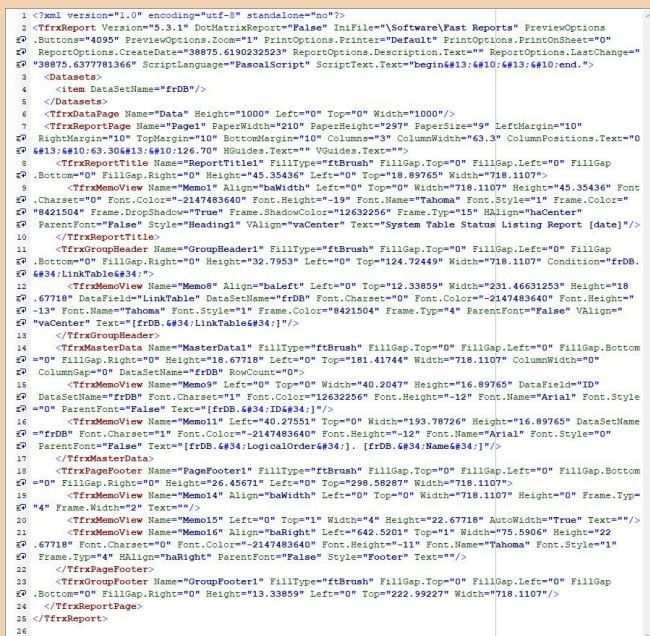 1 <?xml version="1.0" encoding="utf-8" standalone="no"?>
2 <TfrxReport Version="5.3.1" DotMatrixReport="False" IniFile="\Software\Fast Reports" PreviewOptions
.Buttons="4095" PreviewOptions.Zoom="1" PrintOptions.Printer="Default" PrintOptions.PrintOnSheet="0"
ReportOptions.CreateDate="38875.6190232523" ReportOptions.Description.Text="" ReportOptions.LastChange="
"38875.6377781366" ScriptLanguage="PascalScript" ScriptText.Text="begin&#13;&#10;&#13;&#10;end.">
3 <Datasets>
4 <item DataSetName="frDB"/>
5 </Datasets>
6 <TfrxDataPage Name="Data" Height="1000" Left="0" Top="0" Width="1000"/>
7 <TfrxReportPage Name="Page1" PaperWidth="210" PaperHeight="297" PaperSize="9" LeftMargin="10"
RightMargin="10" TopMargin="10" BottomMargin="10" Columns="3" ColumnWidth="63.3" ColumnPositions.Text="0
&#13;&#10;63.30&#13;&#10;126.70" HGuides.Text="" VGuides.Text="">
8 <TfrxReportTitle Name="ReportTitle1" FillType="ftBrush" FillGap.Top="0" FillGap.Left="0" FillGap
.Bottom="0" FillGap.Right="0" Height="45.35436" Left="0" Top="18.89765" Width="718.1107">
9 <TfrxMemoView Name="Memo1" Align="baWidth" Left="0" Top="0" Width="718.1107" Height="45.35436" Font
.Charset="0" Font.Color="-2147483640" Font.Height="-19" Font.Name="Tahoma" Font.Style="1" Frame.Color="
"8421504" Frame.DropShadow="True" Frame.ShadowColor="12632256" Frame.Typ="15" HAlign="haCenter"
ParentFont="False" Style="Heading1" VAlign="vaCenter" Text="System Table Status Listing Report [date]"/>
10 </TfrxReportTitle>
11 <TfrxGroupHeader Name="GroupHeader1" FillType="ftBrush" FillGap.Top="0" FillGap.Left="0" FillGap
.Bottom="0" FillGap.Right="0" Height="32.7953" Left="0" Top="124.72449" Width="718.1107" Condition="frDB.
&#34;LinkTable&#34;">
12 <TfrxMemoView Name="Memo8" Align="baLeft" Left="0" Top="12.33859" Width="231.46631253" Height="18
.67718" DataField="LinkTable" DataSetName="frDB" Font.Charset="0" Font.Color="-2147483640" Font.Height="
-13" Font.Name="Tahoma" Font.Style="1" Frame.Color="8421504" Frame.Typ="4" ParentFont="False" VAlign="
"vaCenter" Text="[frDB.&#34;LinkTable&#34;]"/>
13 </TfrxGroupHeader>
14 <TfrxMasterData Name="MasterData1" FillType="ftBrush" FillGap.Top="0" FillGap.Left="0" FillGap.Bottom
="0" FillGap.Right="0" Height="18.67718" Left="0" Top="181.41744" Width="718.1107" ColumnWidth="0"
ColumnGap="0" DataSetName="frDB" RowCount="0">
15 <TfrxMemoView Name="Memo9" Left="0" Top="0" Width="40.2047" Height="16.89765" DataField="ID"
DataSetName="frDB" Font.Charset="1" Font.Color="12632256" Font.Height="-12" Font.Name="Arial" Font.Style
="0" ParentFont="False" Text="[frDB.&#34;ID&#34;]"/>
16 <TfrxMemoView Name="Memo11" Left="40.27551" Top="0" Width="193.78726" Height="16.89765" DataSetName
="frDB" Font.Charset="1" Font.Color="-2147483640" Font.Height="-12" Font.Name="Arial" Font.Style="0"
ParentFont="False" Text="[frDB.&#34;LogicalOrder&#34;]. [frDB.&#34;Name&#34;]"/>
17 </TfrxMasterData>
18 <TfrxPageFooter Name="PageFooter1" FillType="ftBrush" FillGap.Top="0" FillGap.Left="0" FillGap.Bottom
="0" FillGap.Right="0" Height="26.45671" Left="0" Top="298.58287" Width="718.1107">
19 <TfrxMemoView Name="Memo14" Align="baWidth" Left="0" Top="0" Width="718.1107" Height="0" Frame.Typ=
"4" Frame.Width="2" Text=""/>
20 <TfrxMemoView Name="Memo15" Left="0" Top="1" Width="4" Height="22.67718" AutoWidth="True" Text=""/>
21 <TfrxMemoView Name="Memo16" Align="baRight" Left="642.5201" Top="1" Width="75.5906" Height="22
.67718" Font.Charset="0" Font.Color="-2147483640" Font.Height="-11" Font.Name="Tahoma" Font.Style="1"
Frame.Typ="4" HAlign="haRight" ParentFont="False" Style="Footer" Text=""/>
22 </TfrxPageFooter>
23 <TfrxGroupFooter Name="GroupFooter1" FillType="ftBrush" FillGap.Top="0" FillGap.Left="0" FillGap
.Bottom="0" FillGap.Right="0" Height="13.33859" Left="0" Top="222.99227" Width="718.1107"/>
24 </TfrxReportPage>
25 </TfrxReport>
26